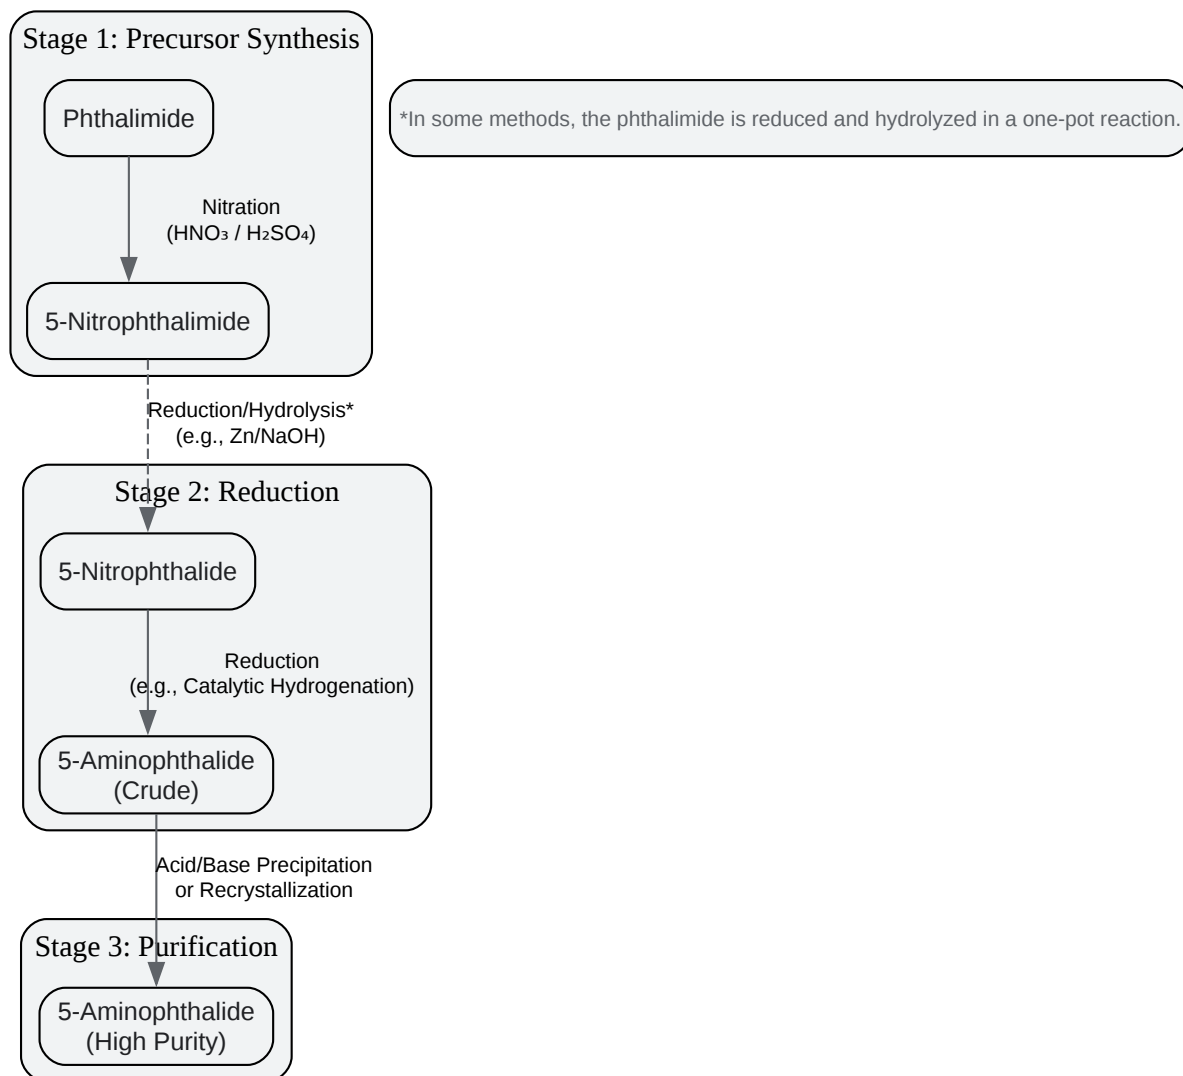 Stage 1: Precursor Synthesis
Phthalimide
*In some methods, the phthalimide is reduced and hydrolyzed in a one-pot reaction.
Nitration
(HNO₃ / H₂SO₄)
5-Nitrophthalimide
Reduction/Hydrolysis*
(e.g., Zn/NaOH)
Stage 2: Reduction
5-Nitrophthalide
Reduction
(e.g., Catalytic Hydrogenation)
5-Aminophthalide
(Crude)
Acid/Base Precipitation
or Recrystallization
Stage 3: Purification
5-Aminophthalide
(High Purity)